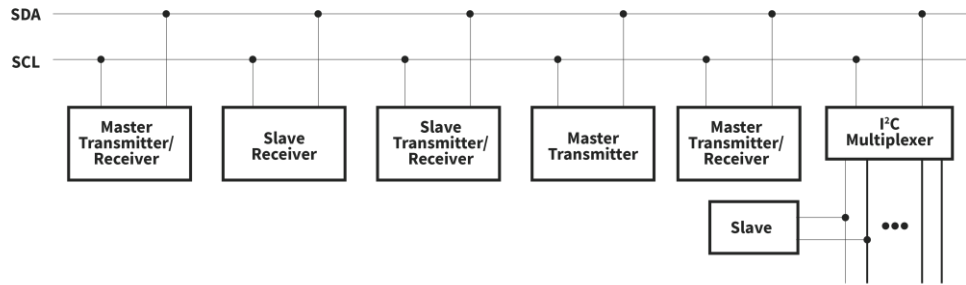 SDA
SCL
Master
Transmitter/
Receiver
Slave
Receiver
Slave
Transmitter/
Receiver
Master
Transmitter
Master
Transmitter/
Receiver
I²C
Multiplexer
Slave